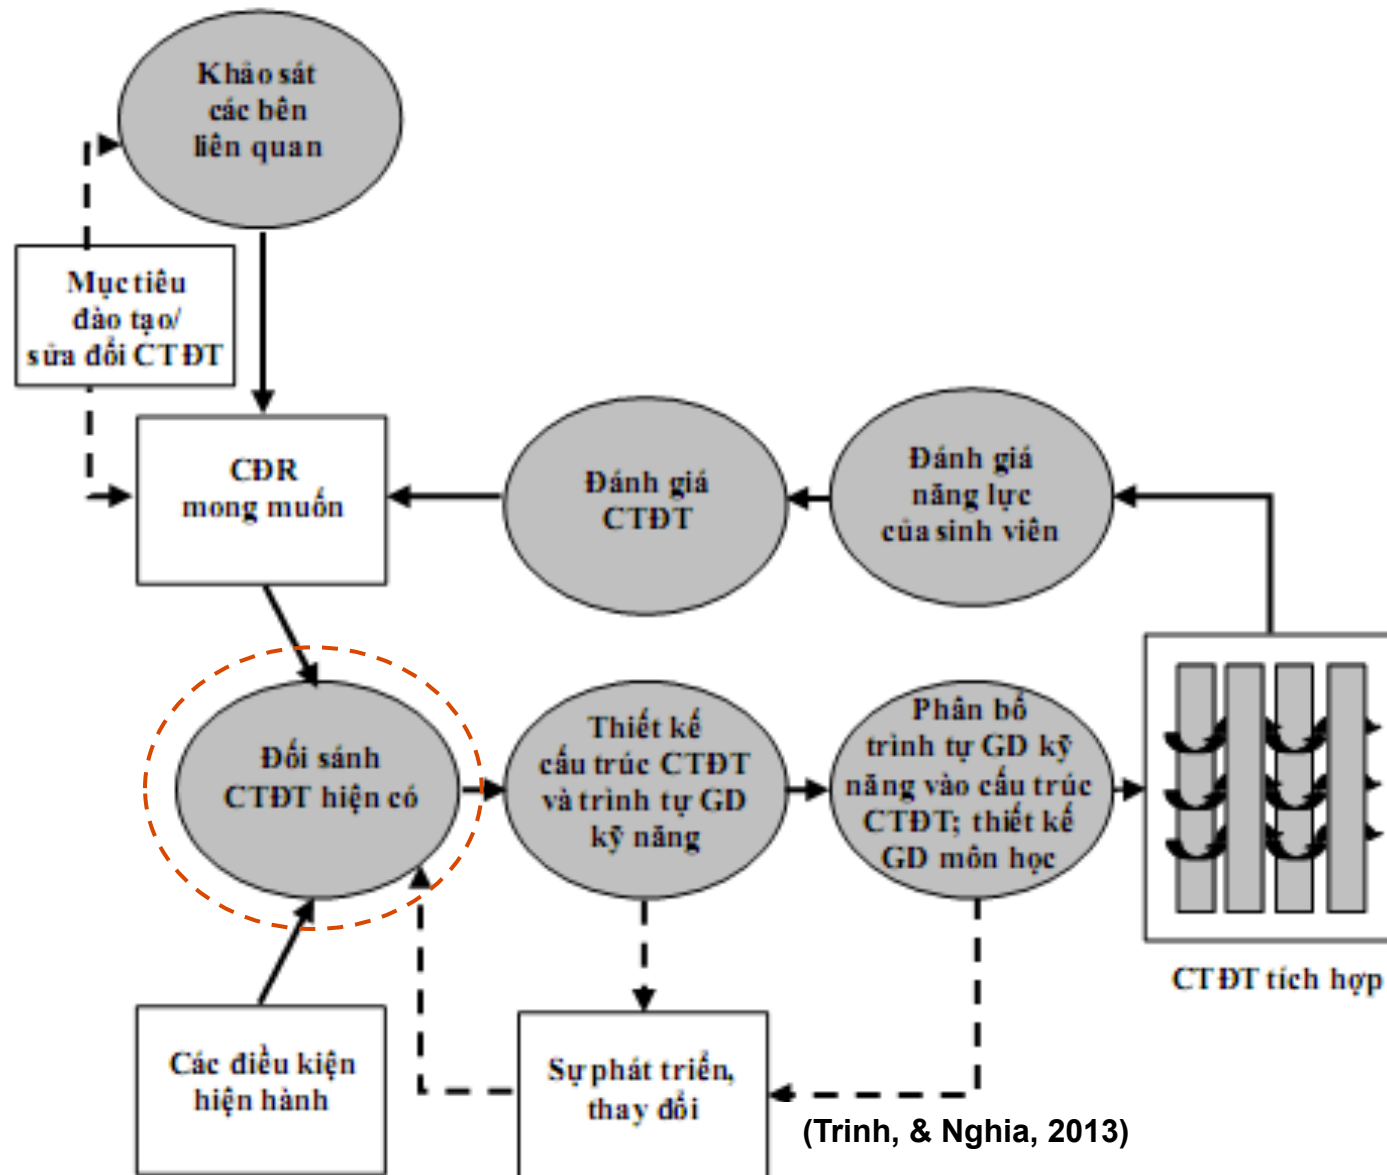 Khảo sát
các bên
liên quan
Mục tiêu
đào tạo/
sửa đổi CTĐT
CĐR
mong muốn
Đánh giá
CTĐT
Đánh giá
năng lực
của sinh viên
Đối sánh
CTĐT hiện có
Thiết kế
cấu trúc CTĐT
và trình tự GD
kỹ năng
Phân bố
trình tự GD kỹ
năng vào cấu trúc
CTĐT; thiết kế
GD môn học
CTĐT tích hợp
Các điều kiện
hiện hành
Sự phát triển,
thay đổi
(Trinh, & Nghia, 2013)